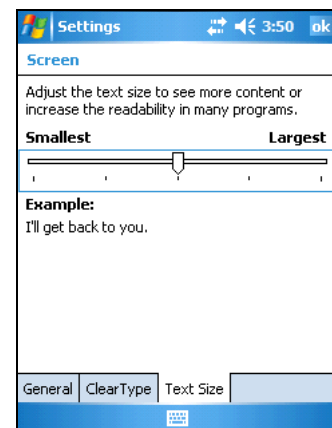 Settings 3:50 ok
Screen
Adjust the text size to see more content or
increase the readability in many programs.
Smallest Largest
Example:
I'll get back to you.
General ClearType Text Size